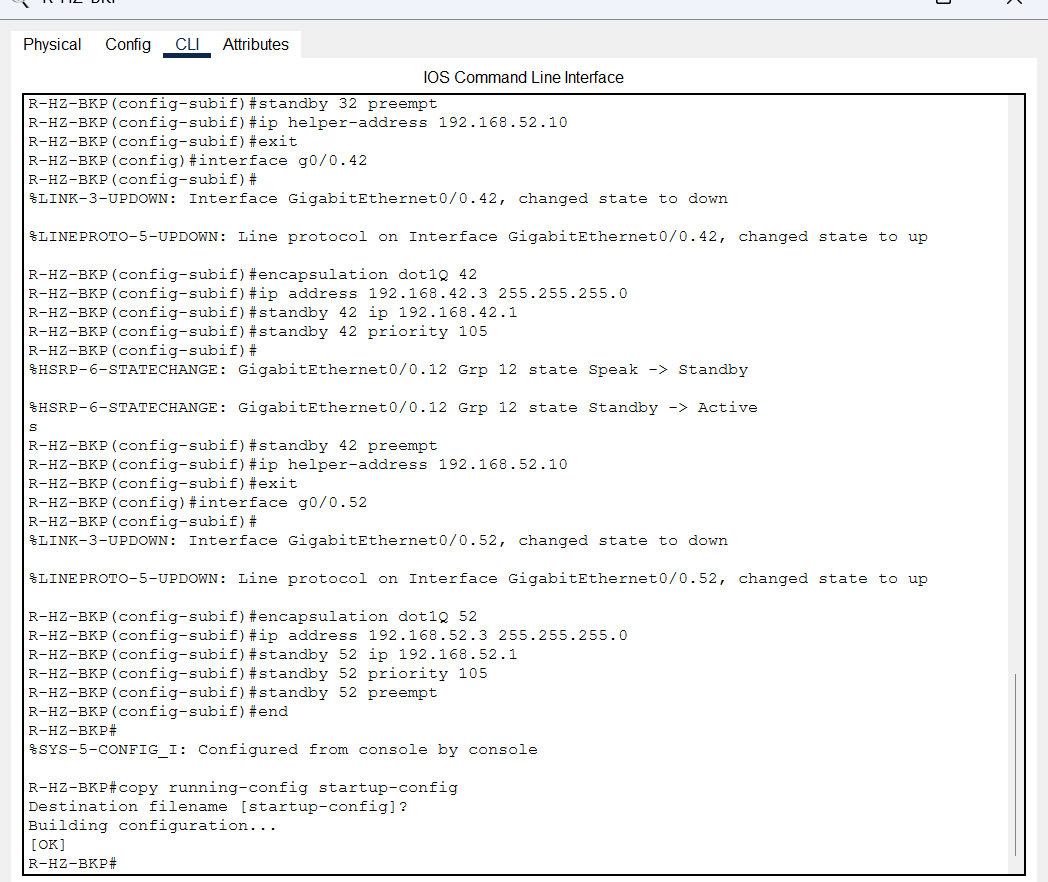 R-HZ-BKP
Physical Config CLI Attributes
IOS Command Line Interface
R-HZ-BKP(config-subif)#standby 32 preempt
R-HZ-BKP(config-subif)#ip helper-address 192.168.52.10
R-HZ-BKP(config-subif)#exit
R-HZ-BKP(config)#interface g0/0.42
R-HZ-BKP(config-subif)#
%LINK-3-UPDOWN: Interface GigabitEthernet0/0.42, changed state to down
%LINEPROTO-5-UPDOWN: Line protocol on Interface GigabitEthernet0/0.42, changed state to up
R-HZ-BKP(config-subif)#encapsulation dot1Q 42
R-HZ-BKP(config-subif)#ip address 192.168.42.3 255.255.255.0
R-HZ-BKP(config-subif)#standby 42 ip 192.168.42.1
R-HZ-BKP(config-subif)#standby 42 priority 105
R-HZ-BKP(config-subif)#
%HSRP-6-STATECHANGE: GigabitEthernet0/0.12 Grp 12 state Speak -> Standby
%HSRP-6-STATECHANGE: GigabitEthernet0/0.12 Grp 12 state Standby -> Active
s
R-HZ-BKP(config-subif)#standby 42 preempt
R-HZ-BKP(config-subif)#ip helper-address 192.168.52.10
R-HZ-BKP(config-subif)#exit
R-HZ-BKP(config)#interface g0/0.52
R-HZ-BKP(config-subif)#
%LINK-3-UPDOWN: Interface GigabitEthernet0/0.52, changed state to down
%LINEPROTO-5-UPDOWN: Line protocol on Interface GigabitEthernet0/0.52, changed state to up
R-HZ-BKP(config-subif)#encapsulation dot1Q 52
R-HZ-BKP(config-subif)#ip address 192.168.52.3 255.255.255.0
R-HZ-BKP(config-subif)#standby 52 ip 192.168.52.1
R-HZ-BKP(config-subif)#standby 52 priority 105
R-HZ-BKP(config-subif)#standby 52 preempt
R-HZ-BKP(config-subif)#end
R-HZ-BKP#
%SYS-5-CONFIG_I: Configured from console by console
R-HZ-BKP#copy running-config startup-config
Destination filename [startup-config]?
Building configuration...
[OK]
R-HZ-BKP#